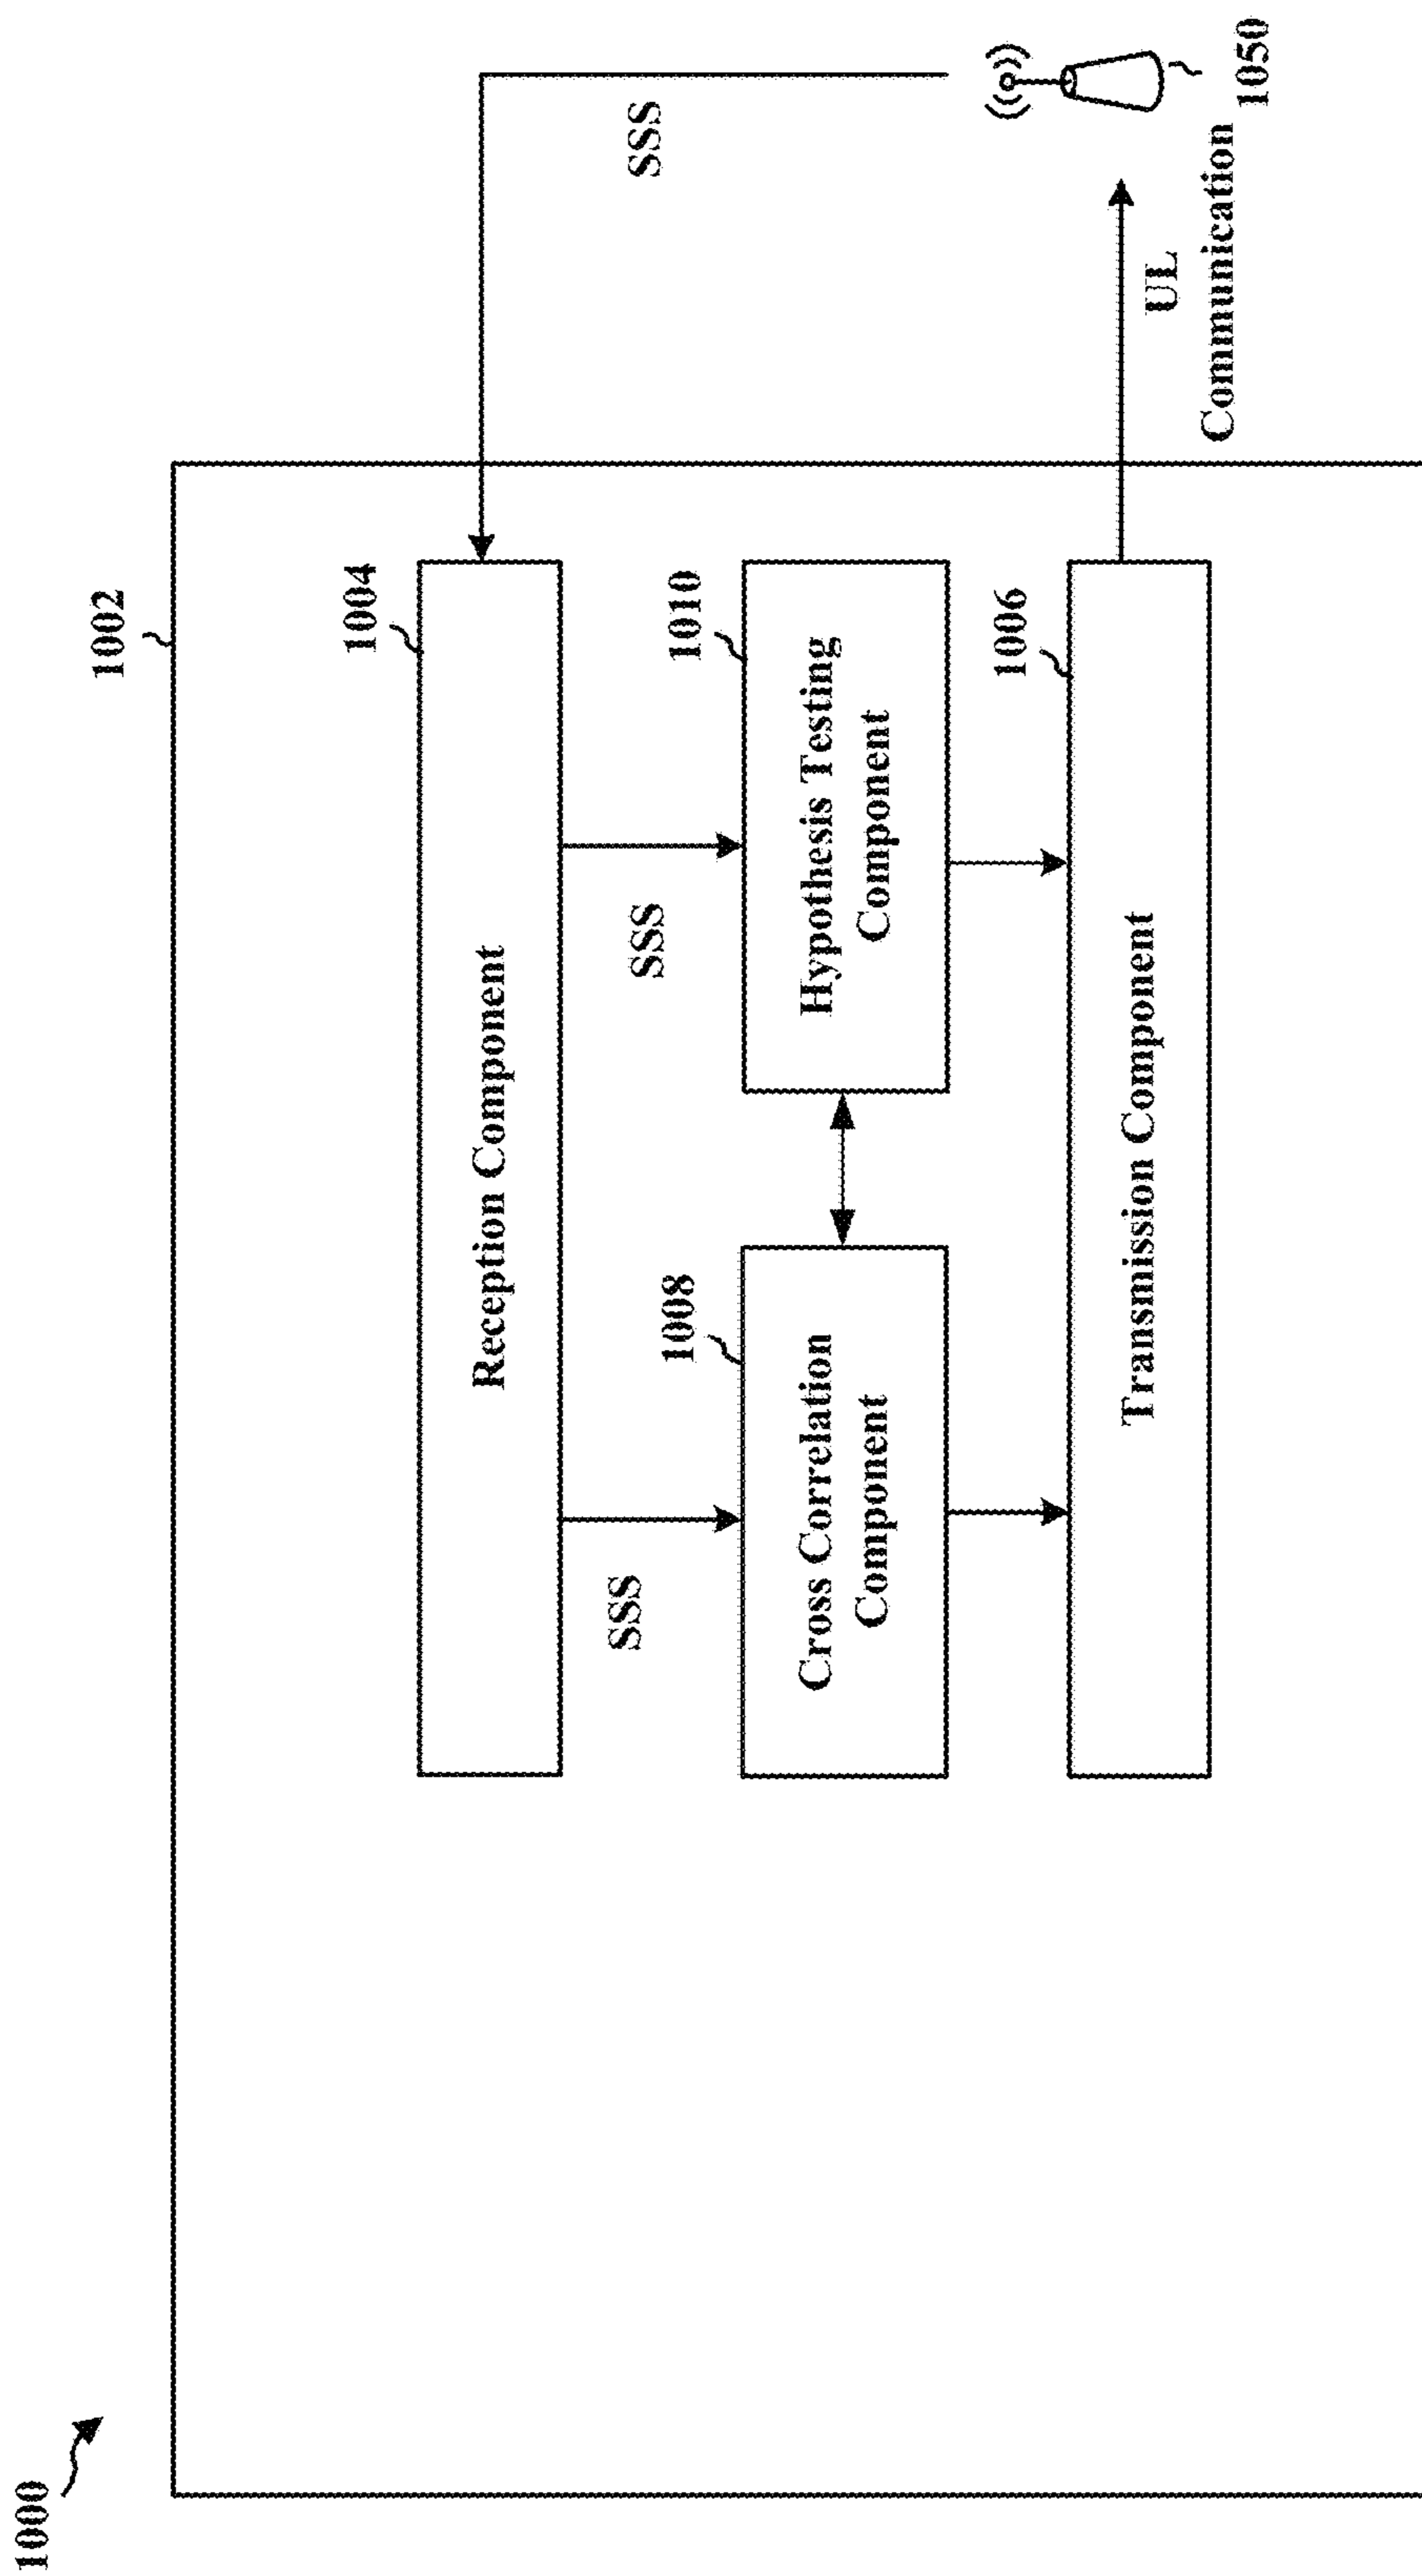 1000
1002
1004
Reception Component
SSS
SSS
SSS
1008
Cross Correlation
Component
1010
Hypothesis Testing
Component
1006
Transmission Component
UL
Communication
1050